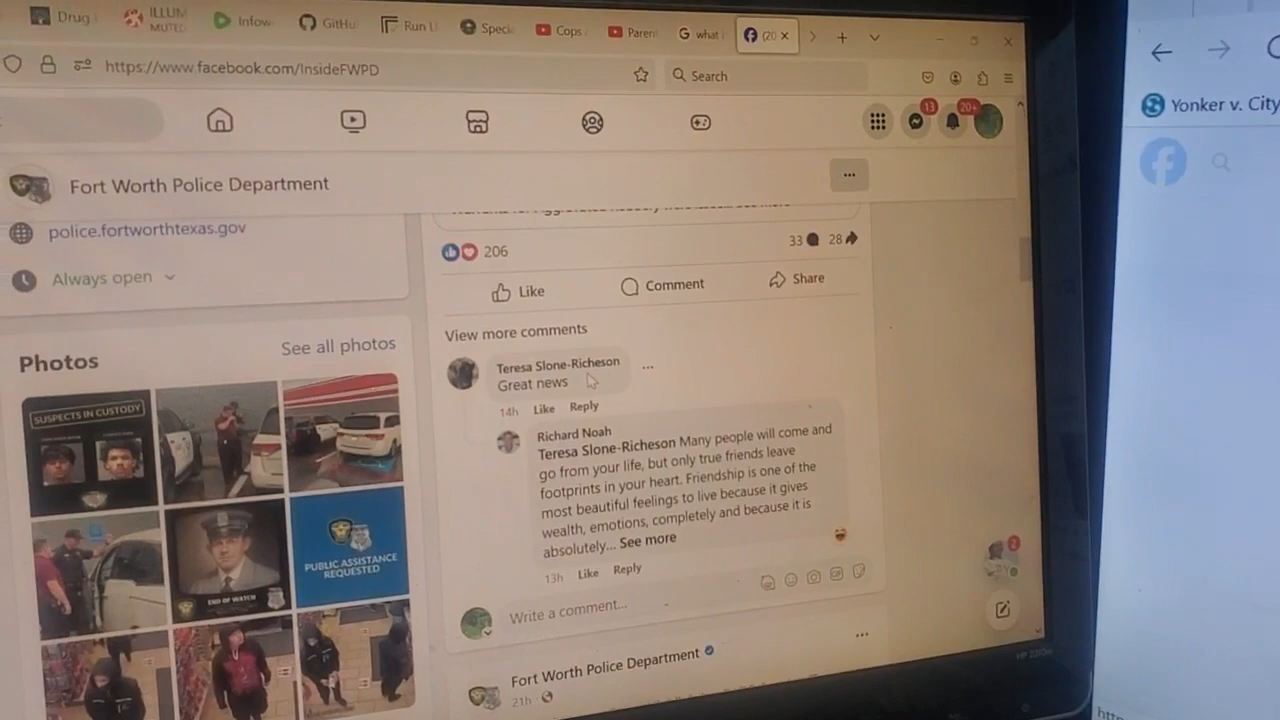 Drug
ILLUM
MUTED
Infow
GitHu
Run U
Speci
Cops
Paren
what
(20
https://www.facebook.com/InsideFWPD
Search
13
20+
Yonker v. City
Fort Worth Police Department
police.fortworthtexas.gov
Always open
206
33
28
Like
Comment
Share
View more comments
Photos
See all photos
SUSPECTS IN CUSTODY
END OF WATCH
PUBLIC ASSISTANCE
REQUESTED
Teresa Slone-Richeson
Great news
14h Like Reply
Richard Noah
Teresa Slone-Richeson Many people will come and
go from your life, but only true friends leave
footprints in your heart. Friendship is one of the
most beautiful feelings to live because it gives
wealth, emotions, completely and because it is
absolutely... See more
13h Like Reply
Write a comment...
2
Fort Worth Police Department
21h